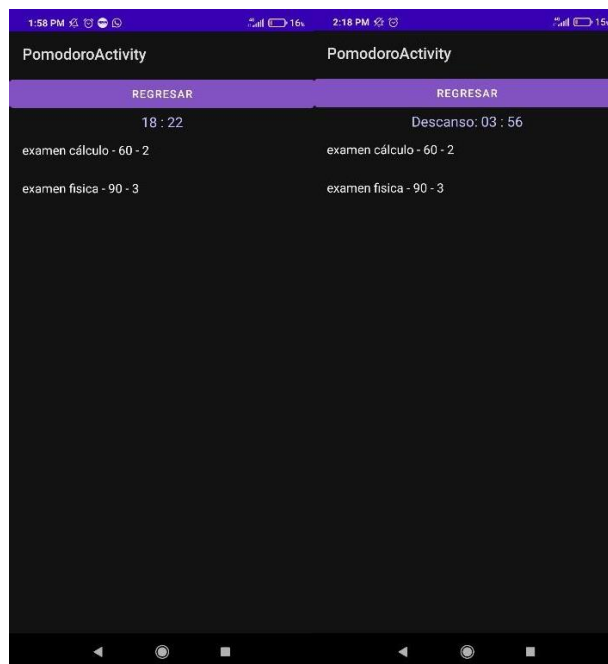 1:58 PM
16%
PomodoroActivity
REGRESAR
18 : 22
examen cálculo - 60 - 2
examen fisica - 90 - 3
2:18 PM
15%
PomodoroActivity
REGRESAR
Descanso: 03 : 56
examen cálculo - 60 - 2
examen fisica - 90 - 3